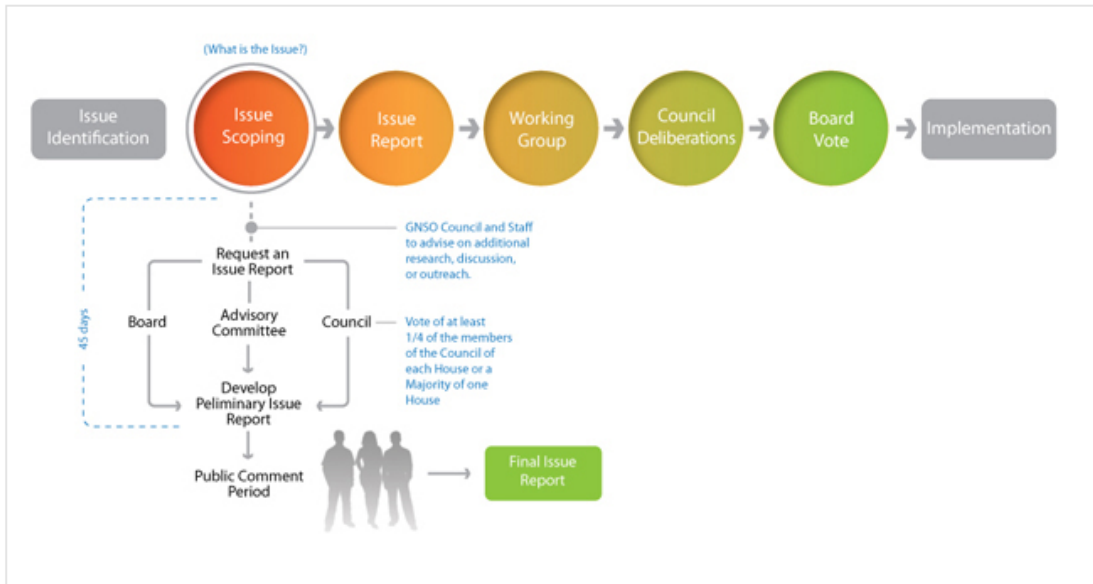 (What is the Issue?)
Issue
Identification
Issue
Scoping
Issue
Report
Working
Group
Council
Deliberations
Board
Vote
Implementation
GNSO Council and Staff
to advise on additional
research, discussion,
or outreach.
Request an
Issue Report
45 days
Board
Advisory
Committee
Council
Vote of at least
1/4 of the members
of the Council of
each House or a
Majority of one
House
Develop
Peliminary Issue
Report
Public Comment
Period
Final Issue
Report